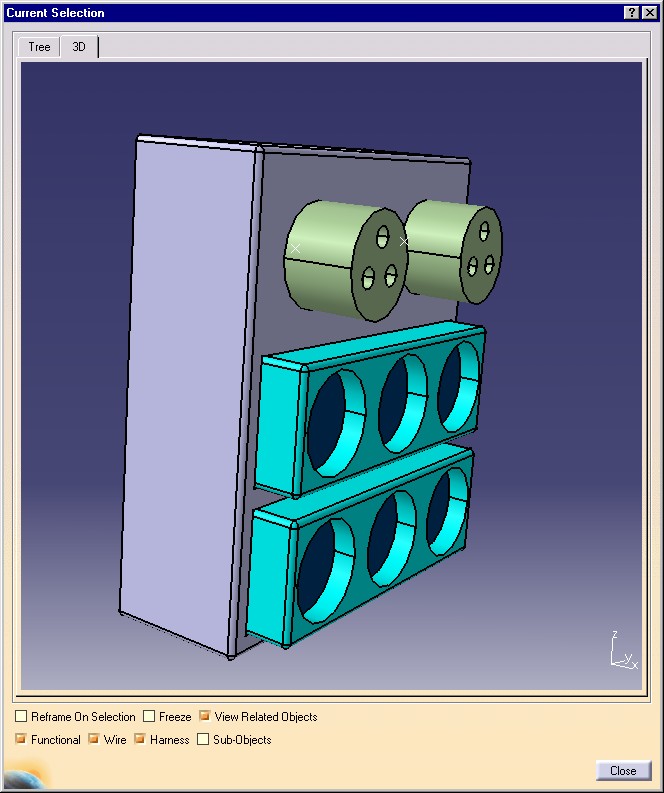 Current Selection
Tree 3D
z
y
x
Reframe On Selection Freeze View Related Objects
Functional Wire Harness Sub-Objects
Close